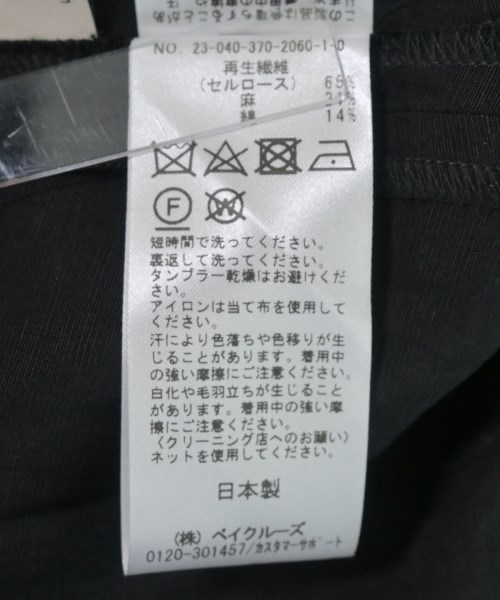 NO. 23-040-370-2060-1-0
再生繊維
(セルロース) 65%
麻 21%
綿 14%
F W
短時間で洗ってください。
裏返して洗ってください。
タンブラー乾燥はお避けくだ
さい。
アイロンは当て布を使用して
ください。
汗により色落ちや色移りが生
じることがあります。着用中
の強い摩擦にご注意ください。
白化や毛羽立ちが生じること
があります。着用中の強い摩
擦にご注意ください。
〈クリーニング店へのお願い〉
ネットを使用してください。
日本製
(株) ベイクルーズ
0120-301457/カスタマーサポート